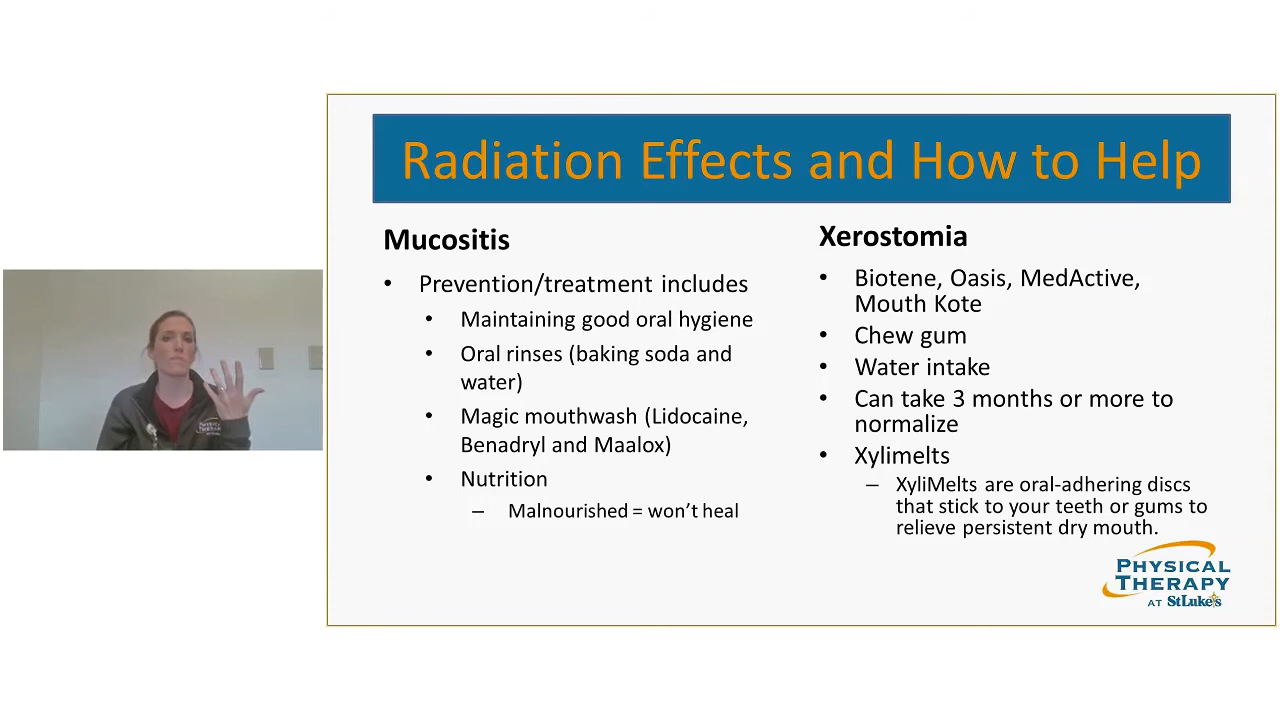 Radiation Effects and How to Help
Mucositis
• Prevention/treatment includes
• Maintaining good oral hygiene
• Oral rinses (baking soda and
water)
• Magic mouthwash (Lidocaine,
Benadryl and Maalox)
• Nutrition
– Malnourished = won’t heal
Xerostomia
• Biotene, Oasis, MedActive,
Mouth Kote
• Chew gum
• Water intake
• Can take 3 months or more to
normalize
• Xylimelts
– XyliMelts are oral-adhering discs
that stick to your teeth or gums to
relieve persistent dry mouth.
PHYSICAL
THERAPY
AT StLuke's
PHYSICAL
THERAPY